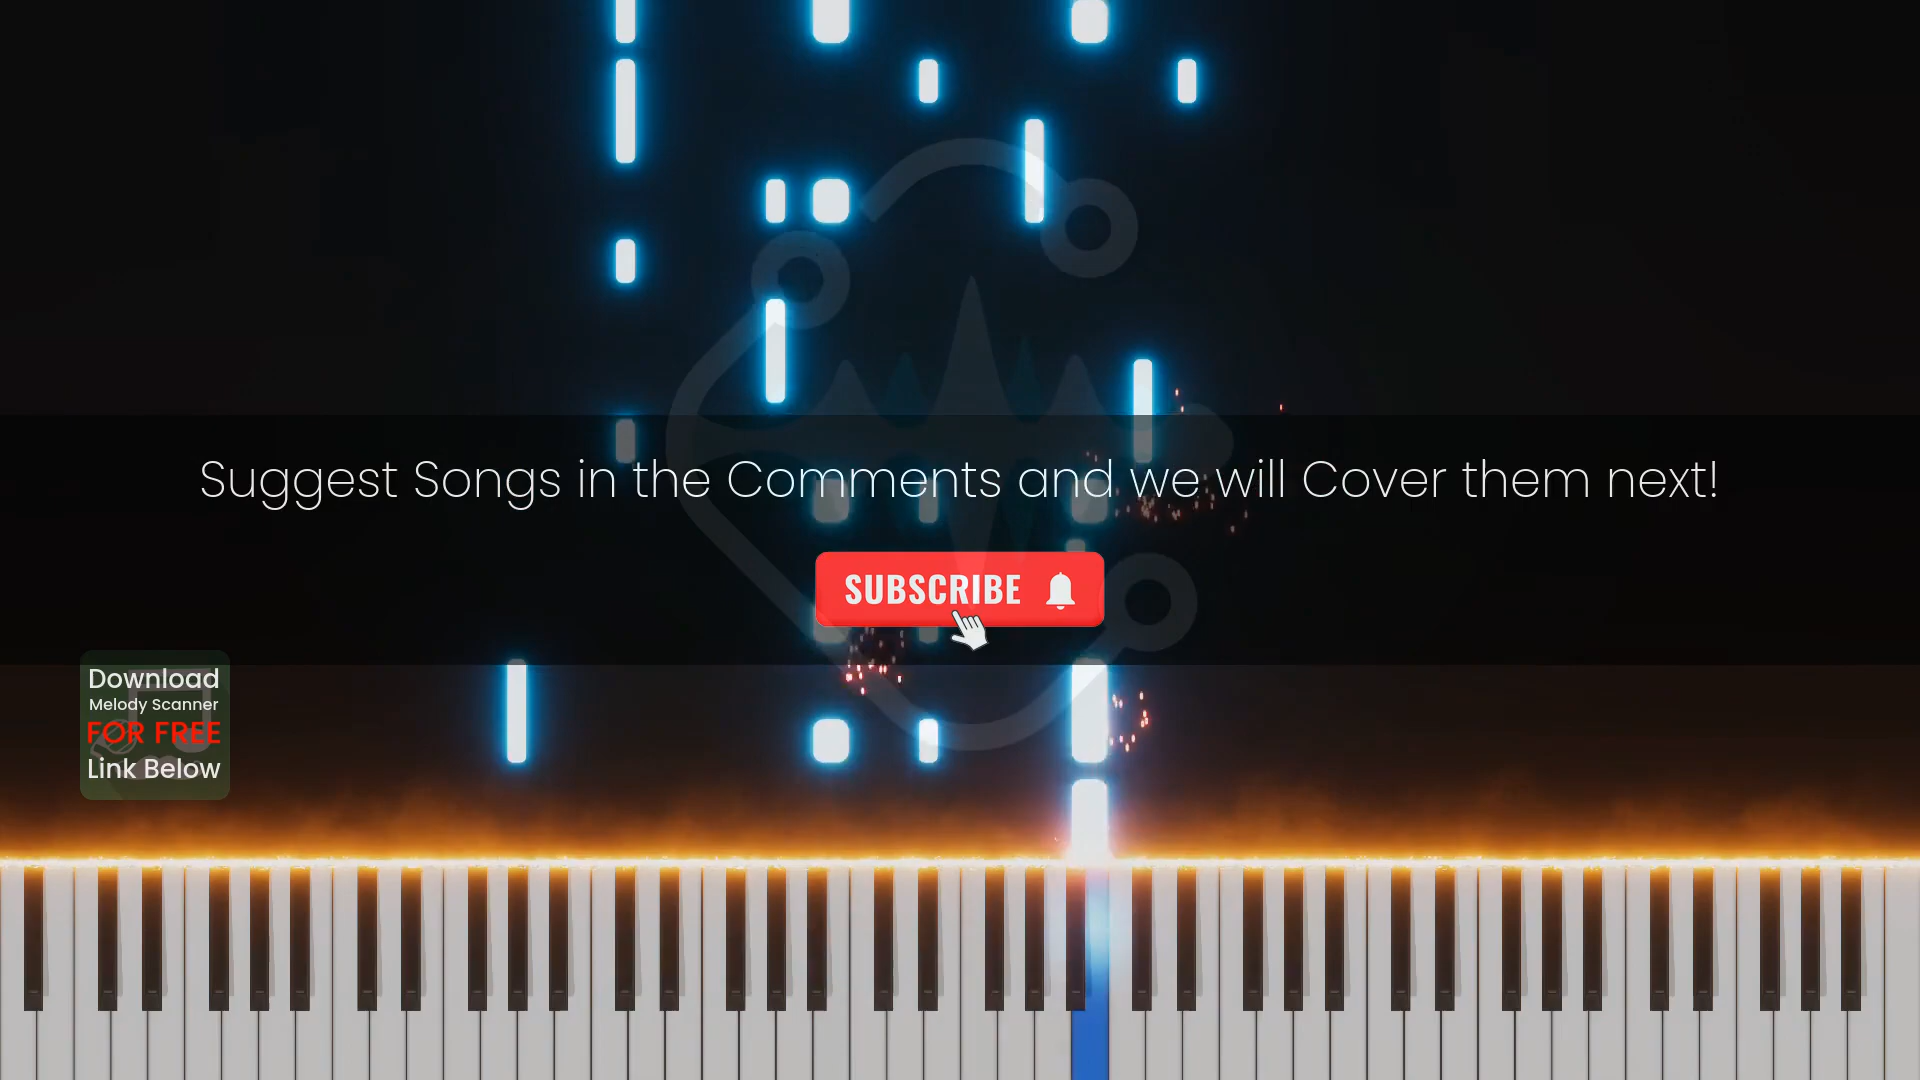 Suggest Songs in the Comments and we will Cover them next!
SUBSCRIBE
Download
Melody Scanner
FOR FREE
Link Below